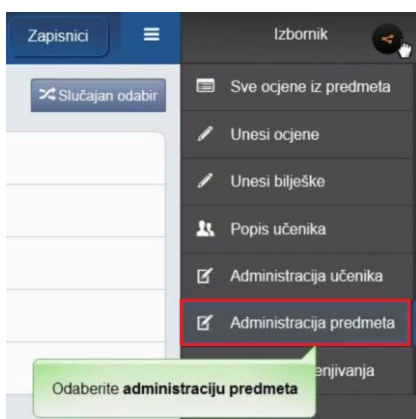 Zapisnici
Izbornik
Slučajan odabir
Sve ocjene iz predmeta
Unesi ocjene
Unesi bilješke
Popis učenika
Administracija učenika
Administracija predmeta
Odaberite administraciju predmeta